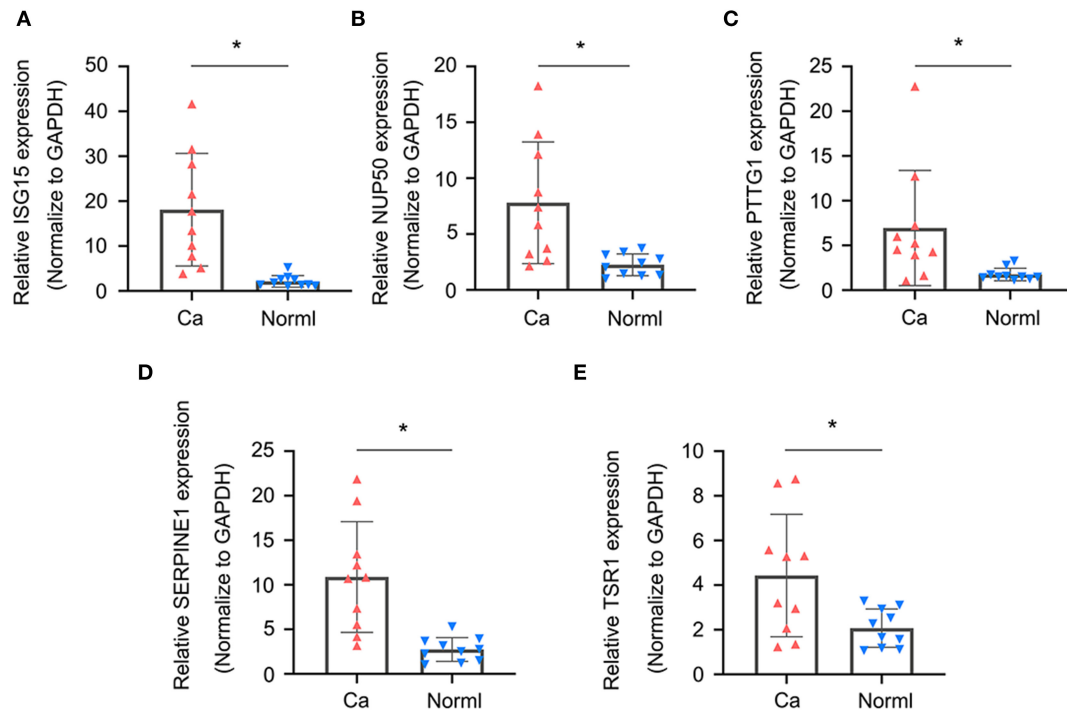 A
Relative ISG15 expression
(Normalize to GAPDH)
50
40
30
20
10
0
*
Ca
Norml
B
Relative NUP50 expression
(Normalize to GAPDH)
20
15
10
5
0
*
Ca
Norml
C
Relative PTTG1 expression
(Normalize to GAPDH)
25
20
15
10
5
0
*
Ca
Norml
D
Relative SERPINE1 expression
(Normalize to GAPDH)
25
20
15
10
5
0
*
Ca
Norml
E
Relative TSR1 expression
(Normalize to GAPDH)
10
8
6
4
2
0
*
Ca
Norml